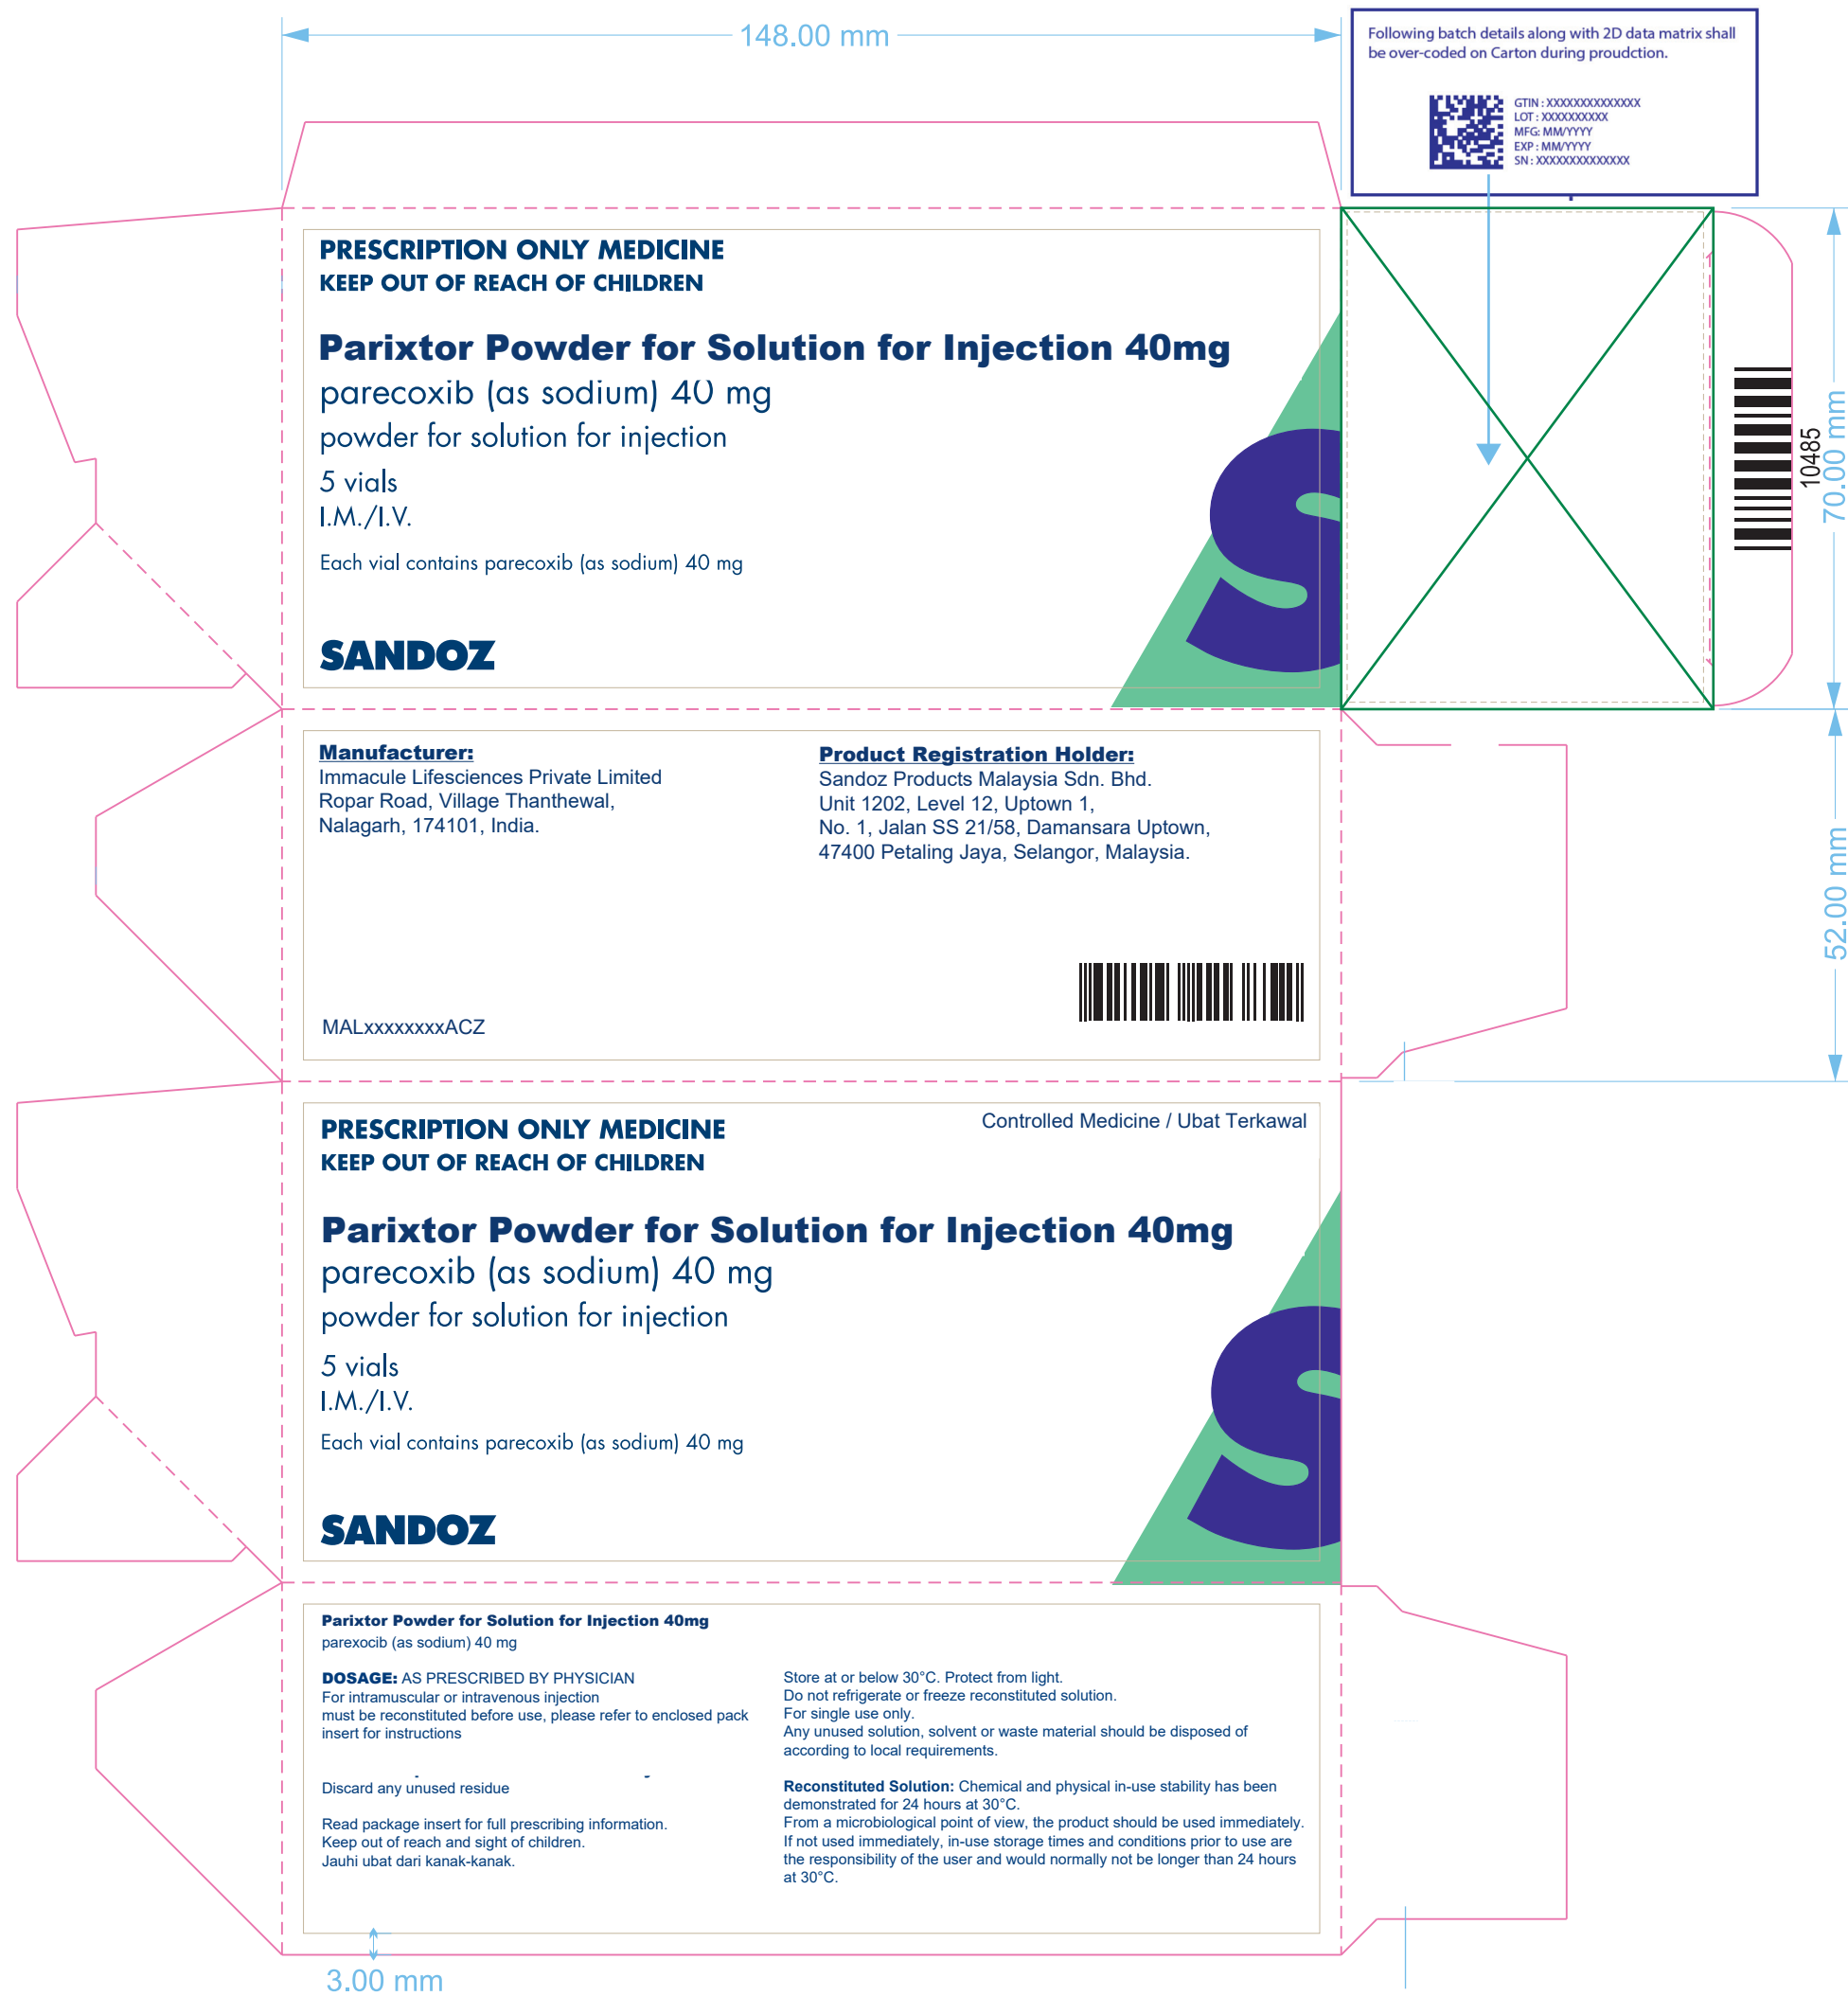 148.00 mm
Following batch details along with 2D data matrix shall
be over-coded on Carton during proudction.
GTIN : XXXXXXXXXXXXXX
LOT : XXXXXXXXXX
MFG: MM/YYYY
EXP : MM/YYYY
SN : XXXXXXXXXXXXXX
PRESCRIPTION ONLY MEDICINE
KEEP OUT OF REACH OF CHILDREN
Parixtor Powder for Solution for Injection 40mg
parecoxib (as sodium) 40 mg
powder for solution for injection
5 vials
I.M./I.V.
Each vial contains parecoxib (as sodium) 40 mg
SANDOZ
S
10485
70.00 mm
Manufacturer:
Immacule Lifesciences Private Limited
Ropar Road, Village Thanthewal,
Nalagarh, 174101, India.
MALxxxxxxxxACZ
Product Registration Holder:
Sandoz Products Malaysia Sdn. Bhd.
Unit 1202, Level 12, Uptown 1,
No. 1, Jalan SS 21/58, Damansara Uptown,
47400 Petaling Jaya, Selangor, Malaysia.
52.00 mm
PRESCRIPTION ONLY MEDICINE
KEEP OUT OF REACH OF CHILDREN
Controlled Medicine / Ubat Terkawal
Parixtor Powder for Solution for Injection 40mg
parecoxib (as sodium) 40 mg
powder for solution for injection
5 vials
I.M./I.V.
Each vial contains parecoxib (as sodium) 40 mg
SANDOZ
S
Parixtor Powder for Solution for Injection 40mg
parexocib (as sodium) 40 mg
DOSAGE: AS PRESCRIBED BY PHYSICIAN
For intramuscular or intravenous injection
must be reconstituted before use, please refer to enclosed pack
insert for instructions
Discard any unused residue
Read package insert for full prescribing information.
Keep out of reach and sight of children.
Jauhi ubat dari kanak-kanak.
Store at or below 30°C. Protect from light.
Do not refrigerate or freeze reconstituted solution.
For single use only.
Any unused solution, solvent or waste material should be disposed of
according to local requirements.
Reconstituted Solution: Chemical and physical in-use stability has been
demonstrated for 24 hours at 30°C.
From a microbiological point of view, the product should be used immediately.
If not used immediately, in-use storage times and conditions prior to use are
the responsibility of the user and would normally not be longer than 24 hours
at 30°C.
3.00 mm